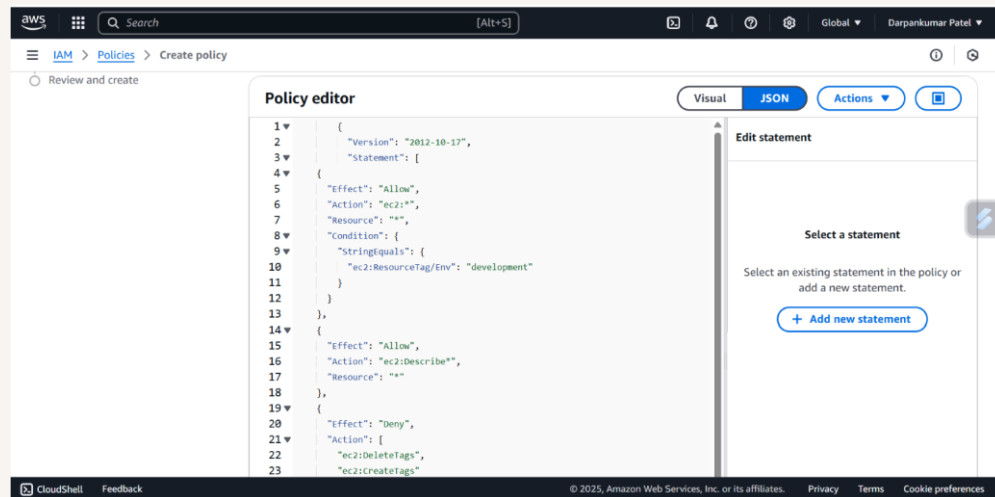 aws
Search [Alt+S]
Global ▼ Darpankumar Patel ▼
IAM > Policies > Create policy
Review and create
Policy editor
Visual JSON Actions ▼
1 {
2 "Version": "2012-10-17",
3 "Statement": [
4 {
5 "Effect": "Allow",
6 "Action": "ec2:*",
7 "Resource": "*",
8 "Condition": {
9 "StringEquals": {
10 "ec2:ResourceTag/Env": "development"
11 }
12 }
13 },
14 {
15 "Effect": "Allow",
16 "Action": "ec2:Describe*",
17 "Resource": "*"
18 },
19 {
20 "Effect": "Deny",
21 "Action": [
22 "ec2:DeleteTags",
23 "ec2:CreateTags"
Edit statement
Select a statement
Select an existing statement in the policy or
add a new statement.
+ Add new statement
CloudShell Feedback © 2025, Amazon Web Services, Inc. or its affiliates. Privacy Terms Cookie preferences